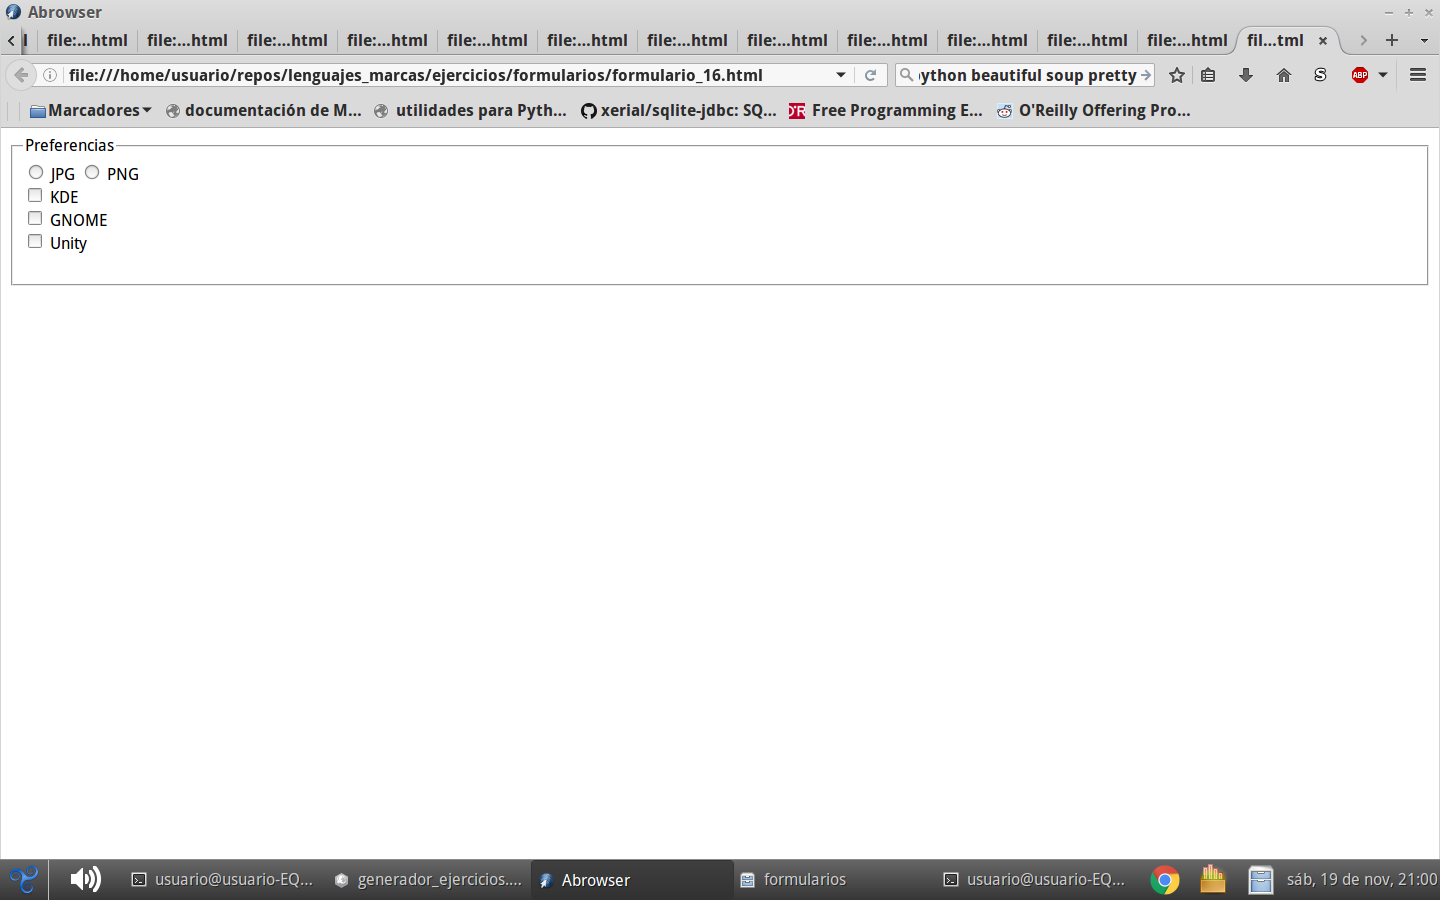 Abrowser
file:...html file:...html file:...html file:...html file:...html file:...html file:...html file:...html file:...html file:...html file:...html file:...html fil...tml
file:///home/usuario/repos/lenguajes_marcas/ejercicios/formularios/formulario_16.html ython beautiful soup pretty S ABP
Marcadores documentación de M... utilidades para Pyth... xerial/sqlite-jdbc: SQ... Free Programming E... O'Reilly Offering Pro...
Preferencias
JPG PNG
KDE
GNOME
Unity
usuario@usuario-EQ... generador_ejercicios.... Abrowser formularios usuario@usuario-EQ... sáb, 19 de nov, 21:00